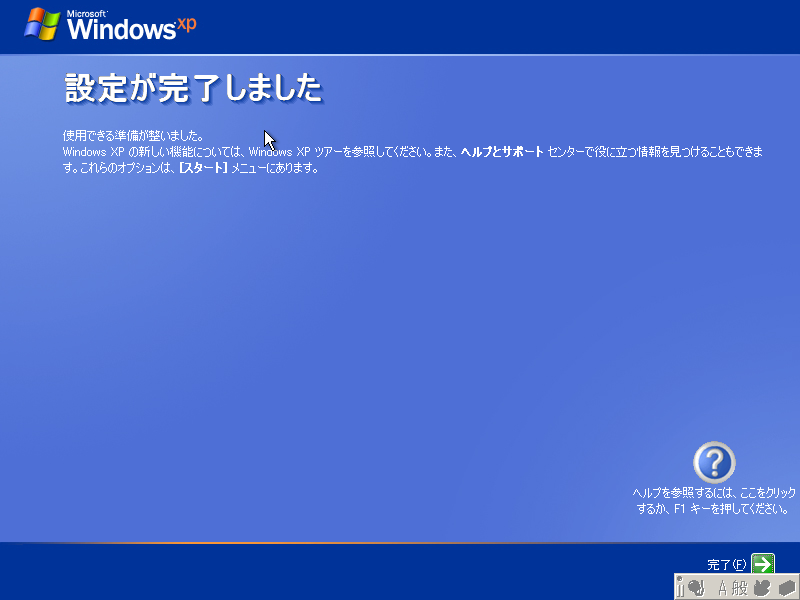 Microsoft
Windows xp
設定が完了しました
使用できる準備が整いました。
Windows XP の新しい機能については、Windows XP ツアーを参照してください。また、ヘルプとサポート センターで役に立つ情報を見つけることもできま
す。これらのオプションは、[スタート] メニューにあります。
?
ヘルプを参照するには、ここをクリック
するか、F1 キーを押してください。
完了(F)
A 般